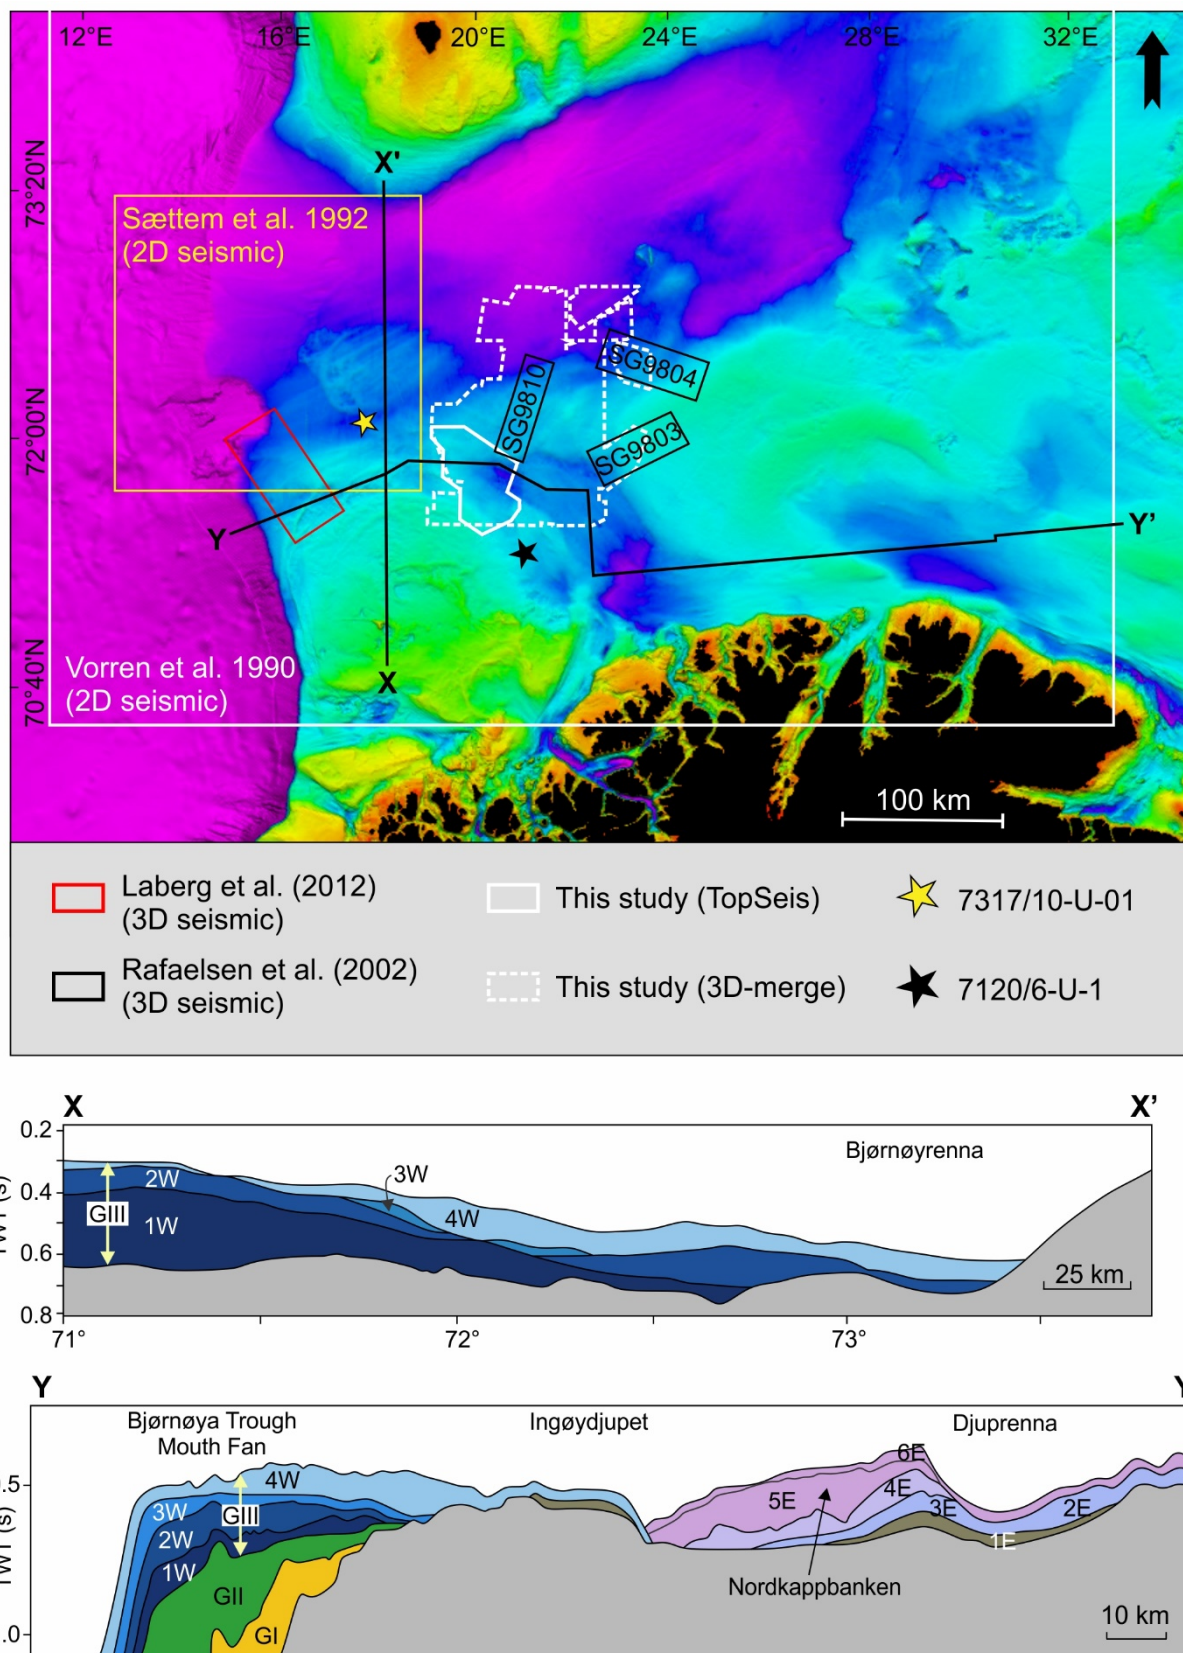 12°E
16°E
20°E
24°E
28°E
32°E
X'
73°20'N
Sættem et al. 1992
(2D seismic)
SG9804
SG9810
72°00'N
SG9803
Y
Y’
X
70°40'N
Vorren et al. 1990
(2D seismic)
100 km
Laberg et al. (2012)
(3D seismic)
This study (TopSeis)
7317/10-U-01
Rafaelsen et al. (2002)
(3D seismic)
This study (3D-merge)
7120/6-U-1
X
X’
0.2
Bjørnøyrenna
3W
2W
0.4
GIII
1W
4W
(s)
0.6
25 km
0.8
71°
72°
73°
Y
Bjørnøya Trough
Mouth Fan
Ingøydjupet
Djuprenna
6E
4W
.5
4E
5E
3W
GIII
3E
2E
2W
1E
(s)
1W
Nordkappbanken
GII
10 km
GI
.0